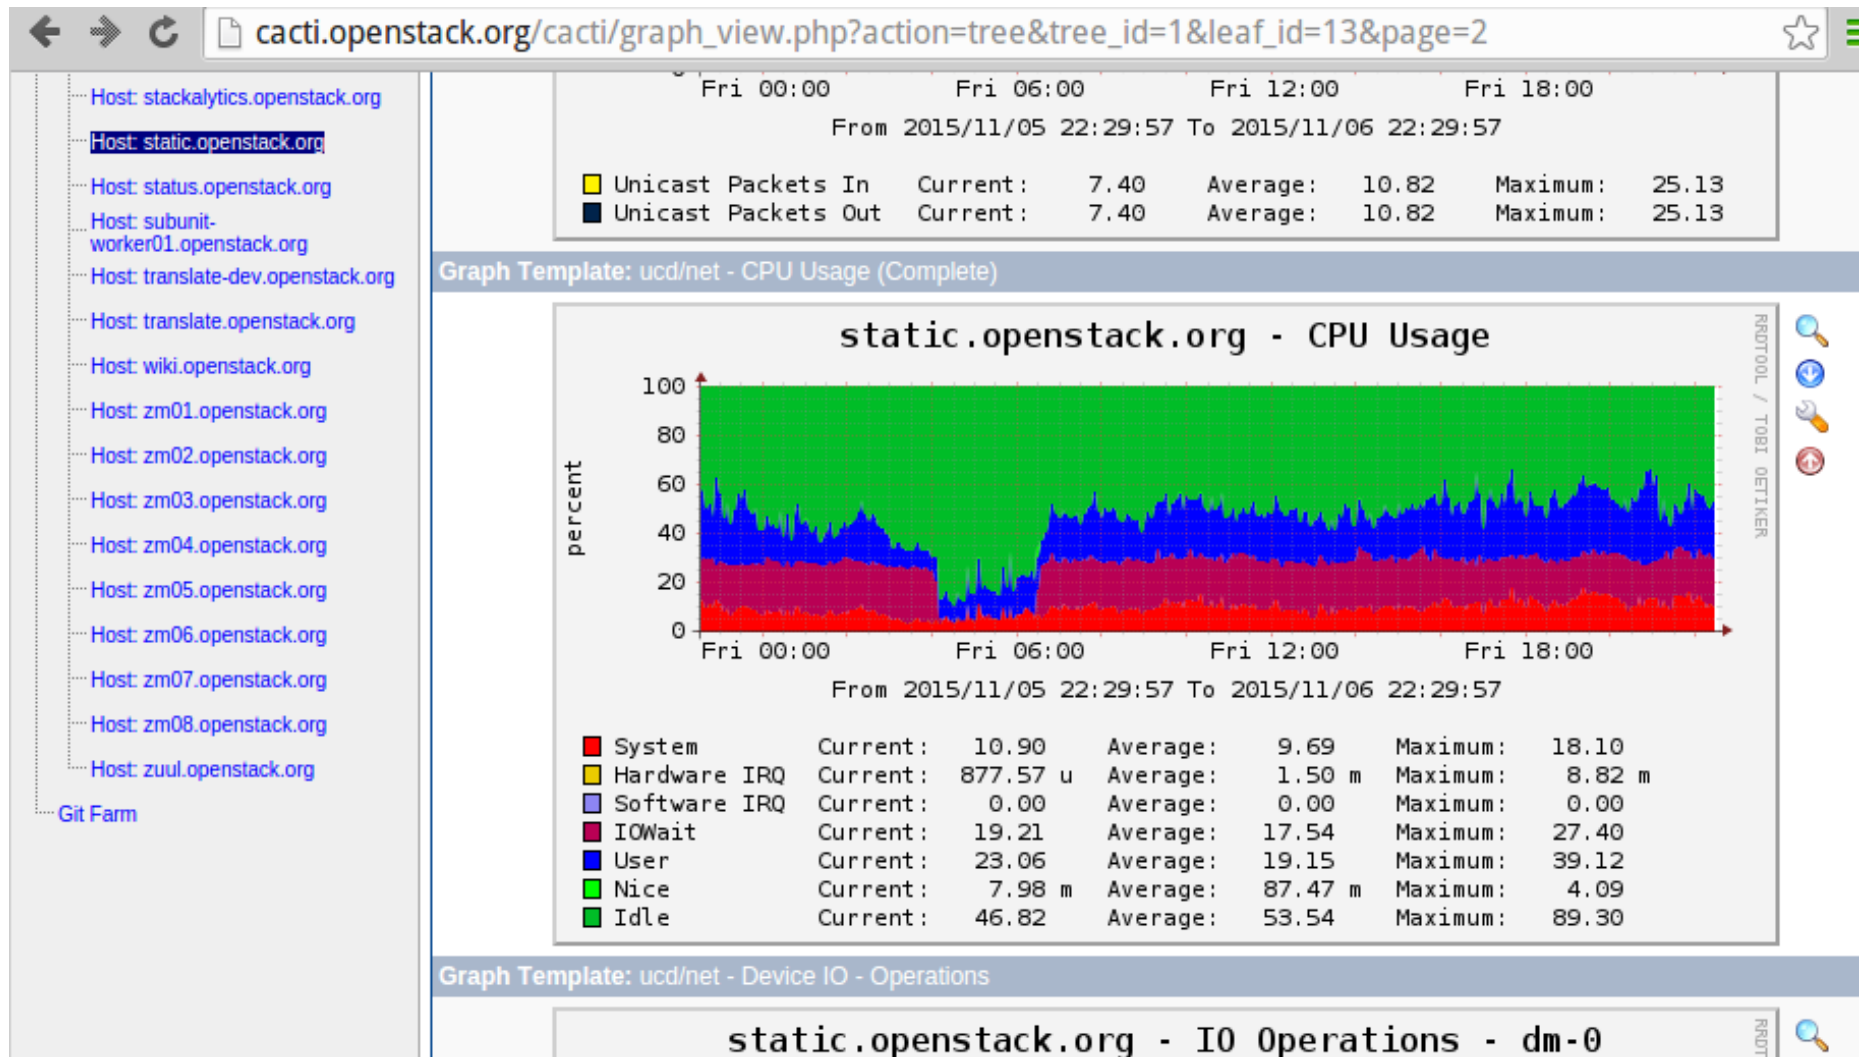 cacti.openstack.org/cacti/graph_view.php?action=tree&tree_id=1&leaf_id=13&page=2
Host: stackalytics.openstack.org
Host: static.openstack.org
Host: status.openstack.org
Host: subunit-
worker01.openstack.org
Host: translate-dev.openstack.org
Host: translate.openstack.org
Host: wiki.openstack.org
Host: zm01.openstack.org
Host: zm02.openstack.org
Host: zm03.openstack.org
Host: zm04.openstack.org
Host: zm05.openstack.org
Host: zm06.openstack.org
Host: zm07.openstack.org
Host: zm08.openstack.org
Host: zuul.openstack.org
Git Farm
Fri 00:00 Fri 06:00 Fri 12:00 Fri 18:00
From 2015/11/05 22:29:57 To 2015/11/06 22:29:57
Unicast Packets In Current: 7.40 Average: 10.82 Maximum: 25.13
Unicast Packets Out Current: 7.40 Average: 10.82 Maximum: 25.13
Graph Template: ucd/net - CPU Usage (Complete)
static.openstack.org - CPU Usage
RRDTOOL / TOBI OETIKER
percent
100
80
60
40
20
0
Fri 00:00 Fri 06:00 Fri 12:00 Fri 18:00
From 2015/11/05 22:29:57 To 2015/11/06 22:29:57
System Current: 10.90 Average: 9.69 Maximum: 18.10
Hardware IRQ Current: 877.57 u Average: 1.50 m Maximum: 8.82 m
Software IRQ Current: 0.00 Average: 0.00 Maximum: 0.00
IOWait Current: 19.21 Average: 17.54 Maximum: 27.40
User Current: 23.06 Average: 19.15 Maximum: 39.12
Nice Current: 7.98 m Average: 87.47 m Maximum: 4.09
Idle Current: 46.82 Average: 53.54 Maximum: 89.30
Graph Template: ucd/net - Device IO - Operations
static.openstack.org - IO Operations - dm-0